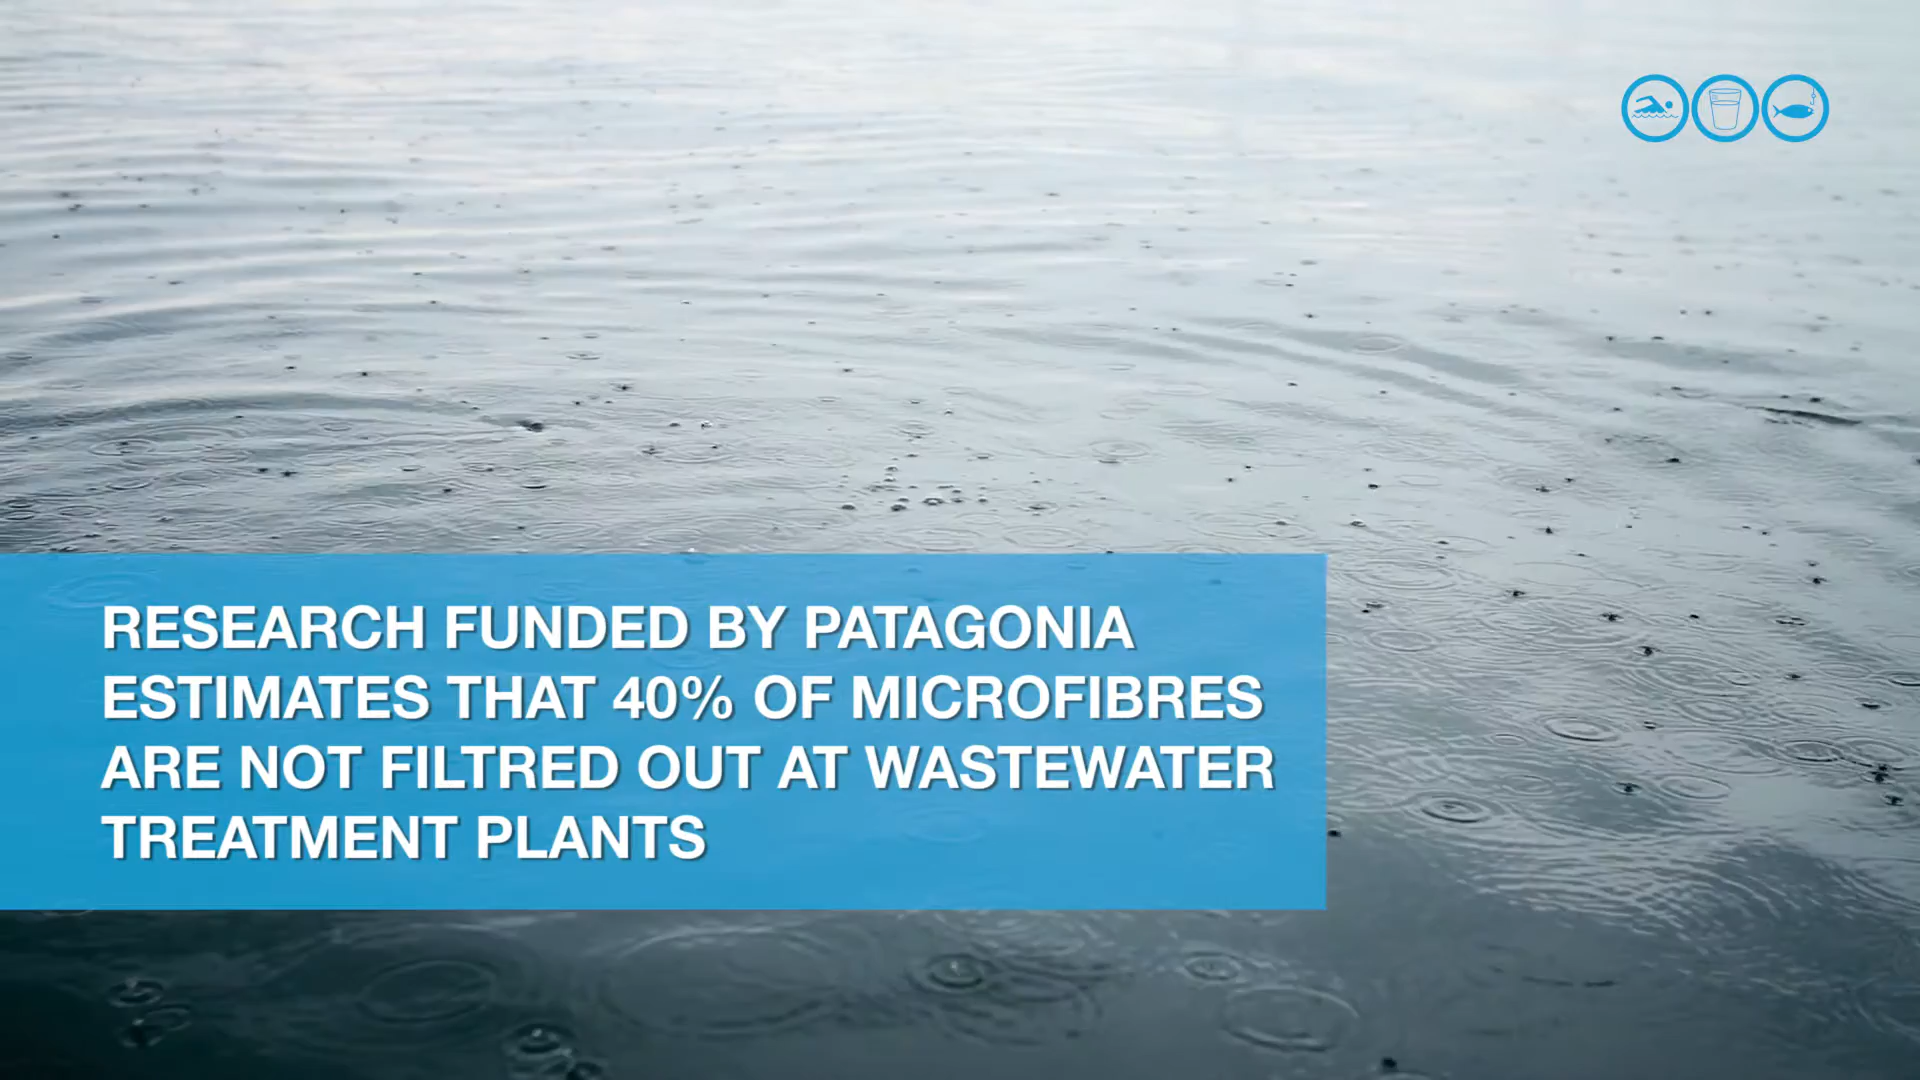 RESEARCH FUNDED BY PATAGONIA
ESTIMATES THAT 40% OF MICROFIBRES
ARE NOT FILTRED OUT AT WASTEWATER
TREATMENT PLANTS